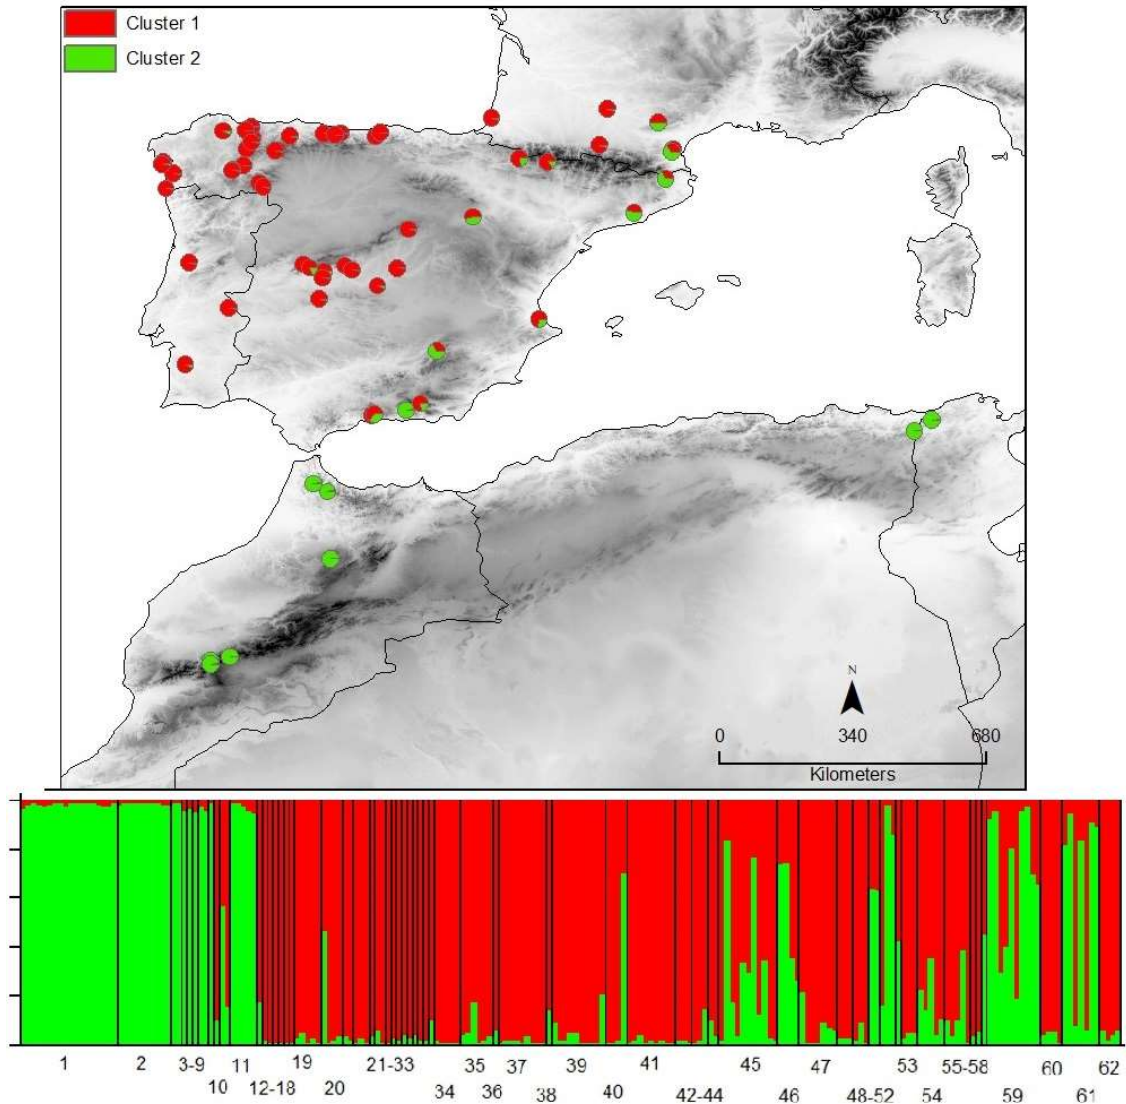 Cluster 1
Cluster 2
N
0 340 680
Kilometers
1 2 3-9 11 19 21-33 35 37 39 41 45 47 53 55-58 60 62
10 12-18 20 34 36 38 40 42-44 46 48-52 54 59 61